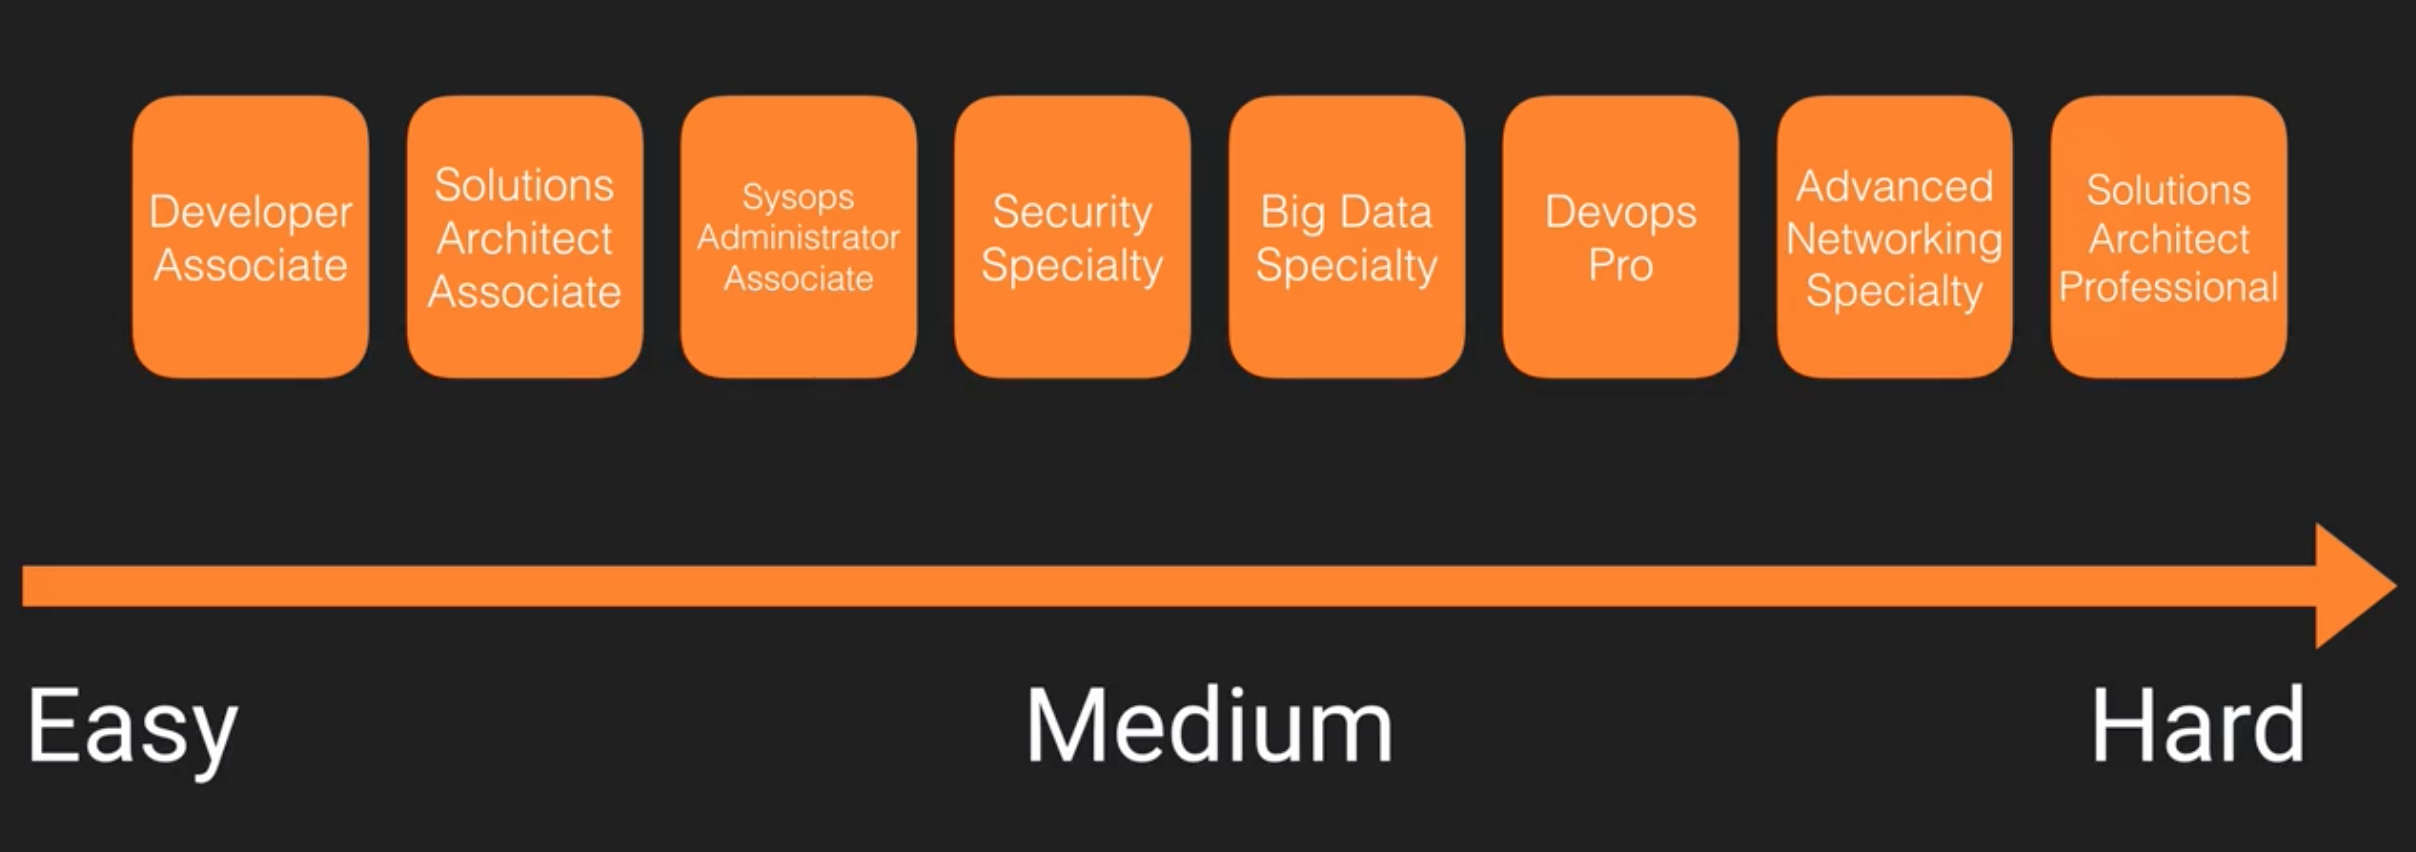 Developer
Associate
Solutions
Architect
Associate
Sysops
Administrator
Associate
Security
Specialty
Big Data
Specialty
Devops
Pro
Advanced
Networking
Specialty
Solutions
Architect
Professional
Easy
Medium
Hard